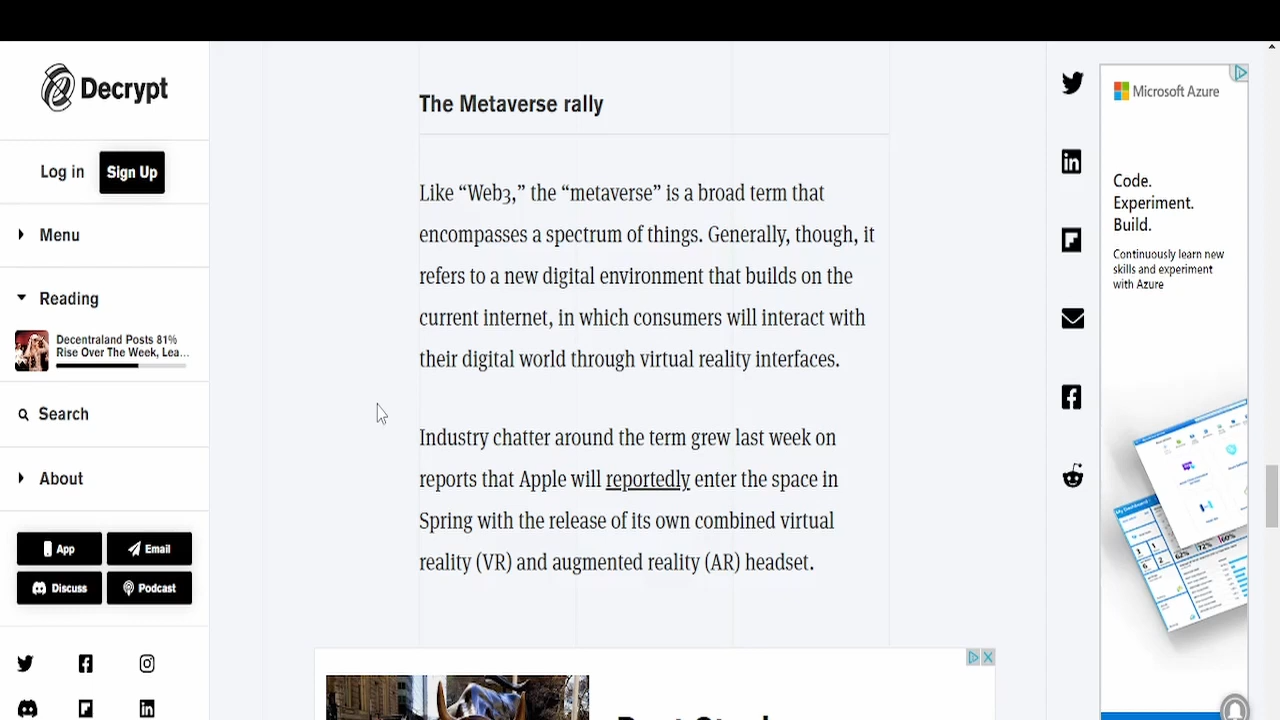 Decrypt
Log in
Sign Up
Menu
Reading
Decentraland Posts 81%
Rise Over The Week, Lea...
Search
About
App
Email
Discuss
Podcast
The Metaverse rally
Like “Web3,” the “metaverse” is a broad term that
encompasses a spectrum of things. Generally, though, it
refers to a new digital environment that builds on the
current internet, in which consumers will interact with
their digital world through virtual reality interfaces.
Industry chatter around the term grew last week on
reports that Apple will reportedly enter the space in
Spring with the release of its own combined virtual
reality (VR) and augmented reality (AR) headset.
Microsoft Azure
Code.
Experiment.
Build.
Continuously learn new
skills and experiment
with Azure